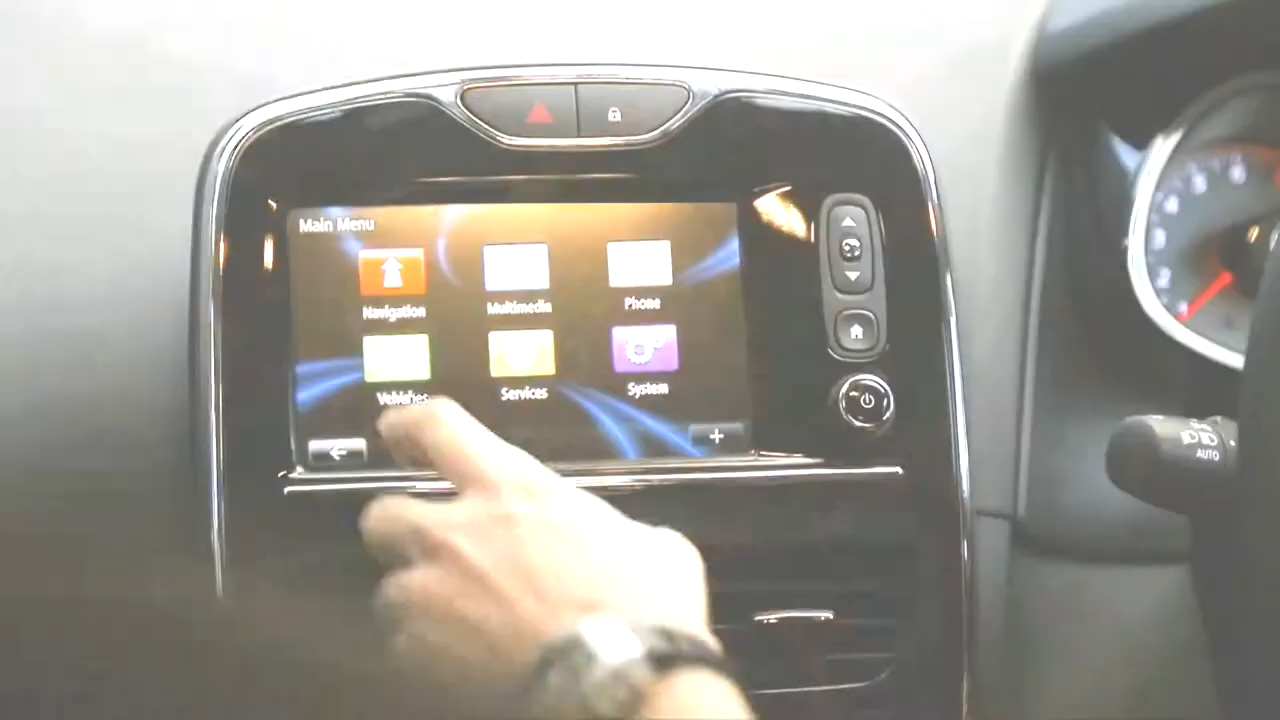 Main Menu
Navigation
Multimedia
Phone
Services
System
AUTO